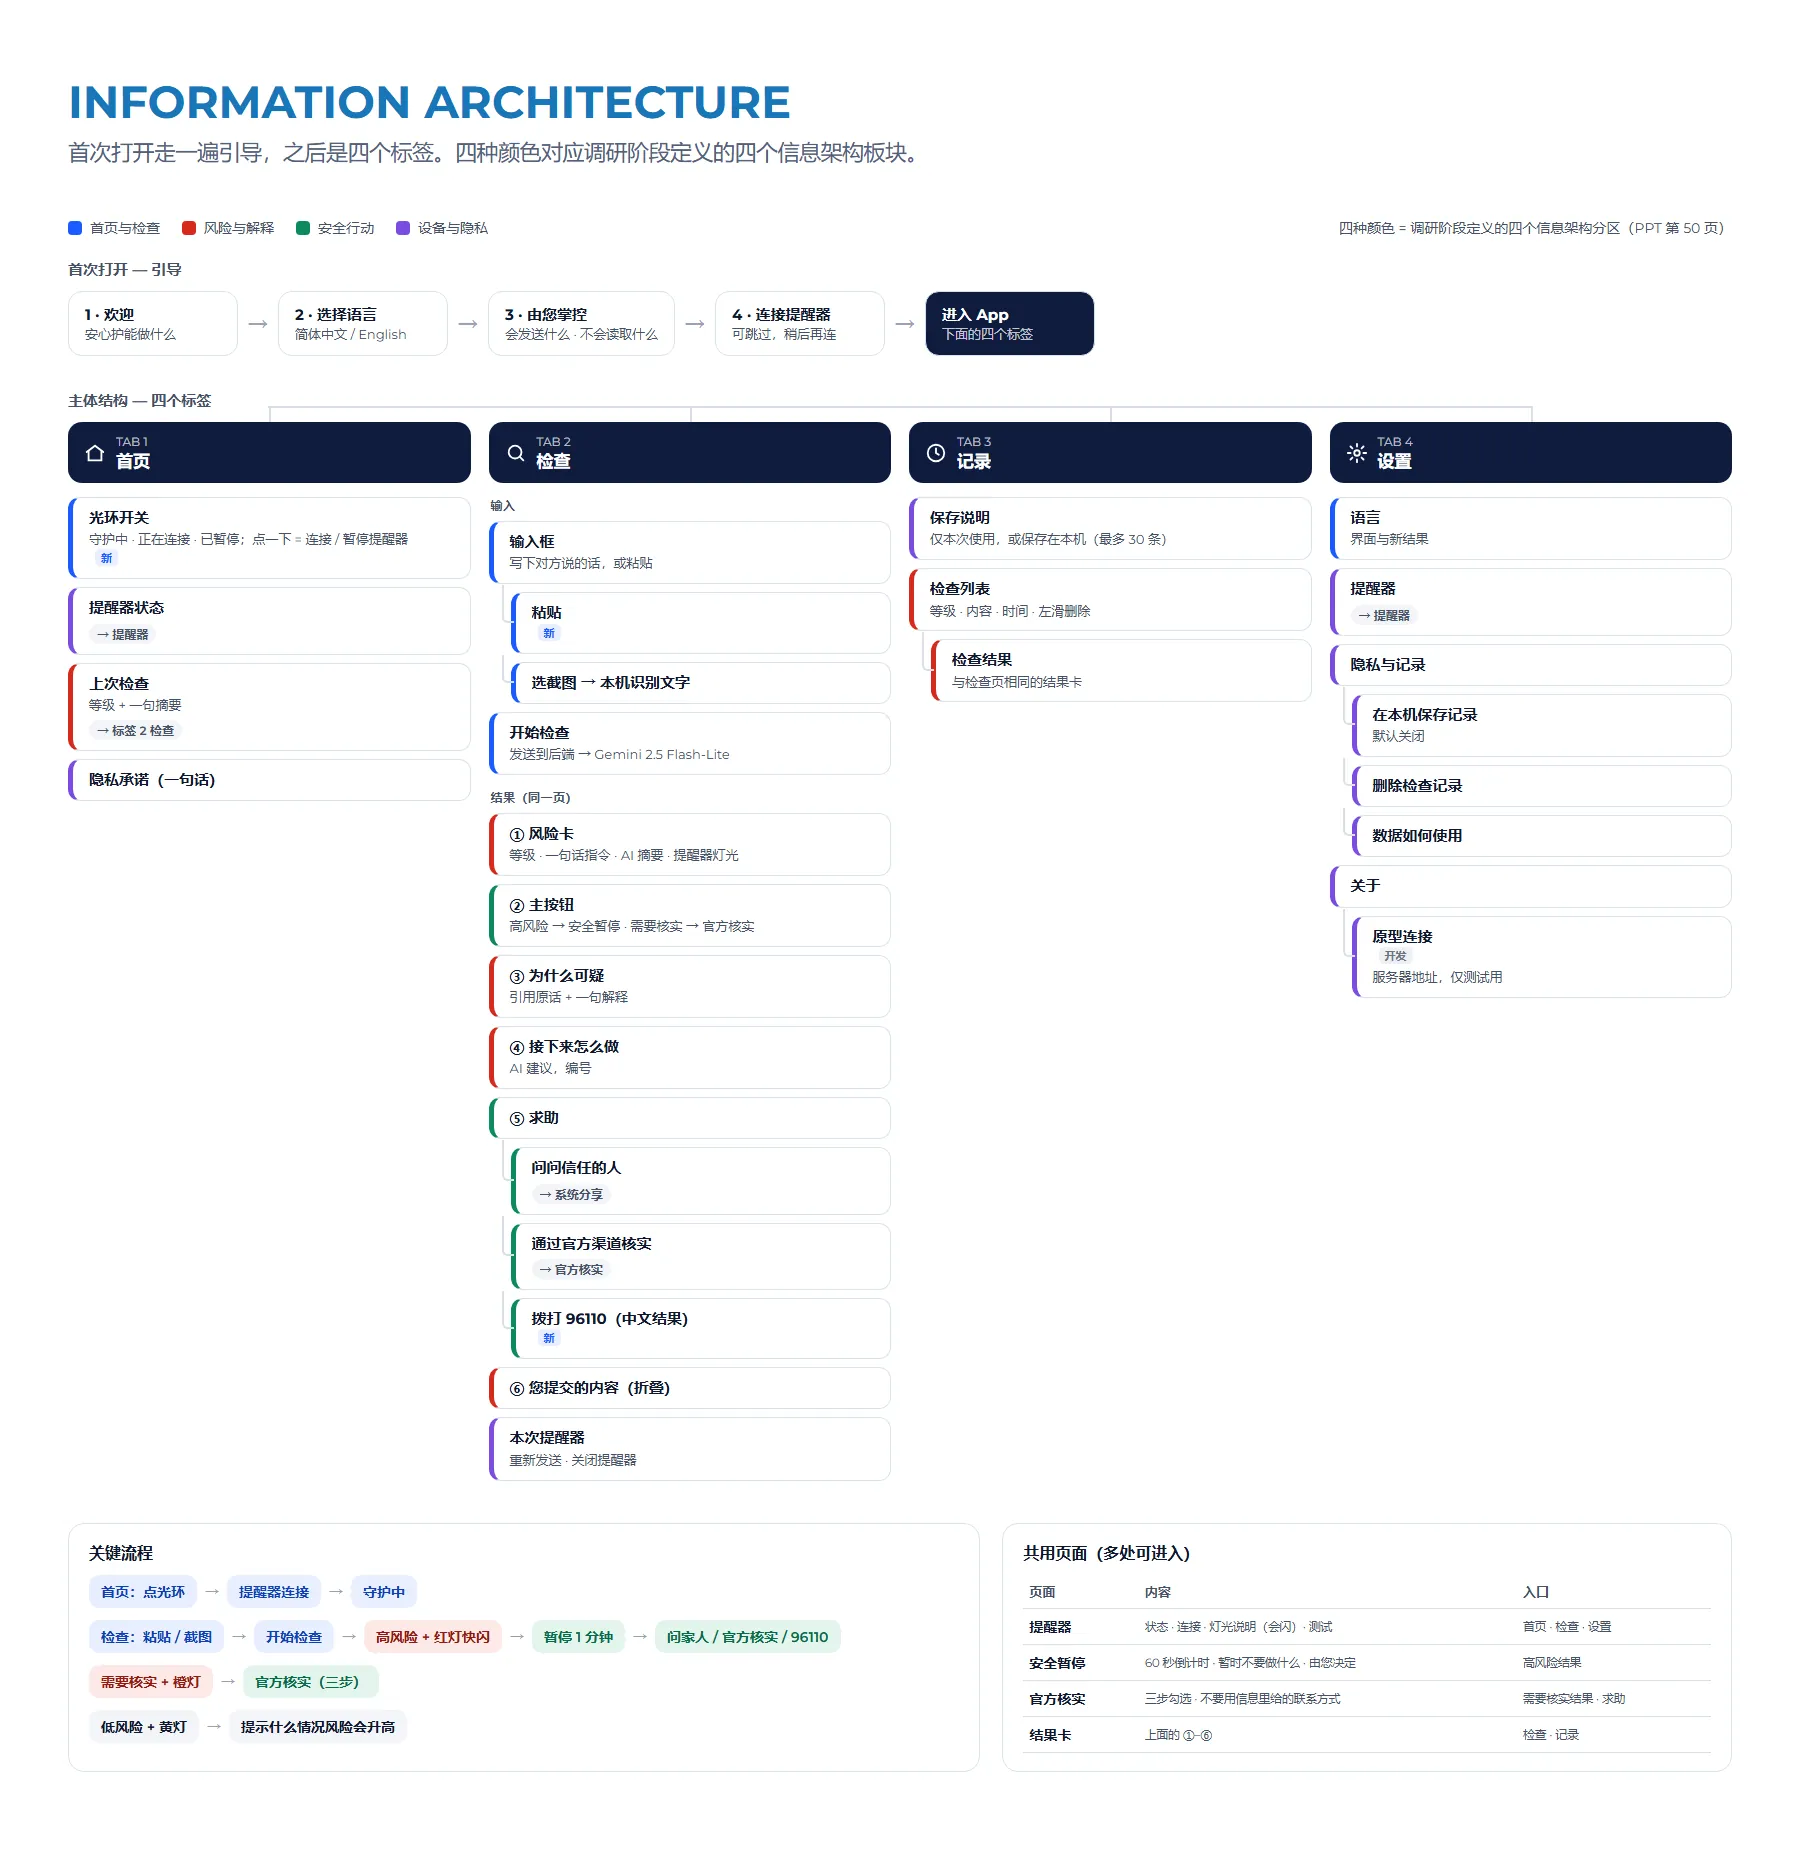 INFORMATION ARCHITECTURE
首次打开走一遍引导，之后是四个标签。四种颜色对应调研阶段定义的四个信息架构板块。
首页与检查 风险与解释 安全行动 设备与隐私
四种颜色 = 调研阶段定义的四个信息架构分区（PPT 第 50 页）
首次打开 — 引导
1 · 欢迎
安心护能做什么
→
2 · 选择语言
简体中文 / English
→
3 · 由您掌控
会发送什么 · 不会读取什么
→
4 · 连接提醒器
可跳过，稍后再连
→
进入 App
下面的四个标签
主体结构 — 四个标签
TAB 1
首页
光环开关
守护中 · 正在连接 · 已暂停；点一下 = 连接 / 暂停提醒器
新
提醒器状态
→ 提醒器
上次检查
等级 + 一句摘要
→ 标签 2 检查
隐私承诺（一句话）
TAB 2
检查
输入
输入框
写下对方说的话，或粘贴
粘贴
新
选截图 → 本机识别文字
开始检查
发送到后端 → Gemini 2.5 Flash-Lite
结果（同一页）
① 风险卡
等级 · 一句话指令 · AI 摘要 · 提醒器灯光
② 主按钮
高风险 → 安全暂停 · 需要核实 → 官方核实
③ 为什么可疑
引用原话 + 一句解释
④ 接下来怎么做
AI 建议，编号
⑤ 求助
问问信任的人
→ 系统分享
通过官方渠道核实
→ 官方核实
拨打 96110（中文结果）
新
⑥ 您提交的内容（折叠）
本次提醒器
重新发送 · 关闭提醒器
TAB 3
记录
保存说明
仅本次使用，或保存在本机（最多 30 条）
检查列表
等级 · 内容 · 时间 · 左滑删除
检查结果
与检查页相同的结果卡
TAB 4
设置
语言
界面与新结果
提醒器
→ 提醒器
隐私与记录
在本机保存记录
默认关闭
删除检查记录
数据如何使用
关于
原型连接
开发
服务器地址，仅测试用
关键流程
首页：点光环 → 提醒器连接 → 守护中
检查：粘贴 / 截图 → 开始检查 → 高风险 + 红灯快闪 → 暂停 1 分钟 → 问家人 / 官方核实 / 96110
需要核实 + 橙灯 → 官方核实（三步）
低风险 + 黄灯 → 提示什么情况风险会升高
共用页面（多处可进入）
页面 内容 入口
提醒器 状态 · 连接 · 灯光说明（会闪） · 测试 首页 · 检查 · 设置
安全暂停 60 秒倒计时 · 暂时不要做什么 · 由您决定 高风险结果
官方核实 三步勾选 · 不要用信息里给的联系方式 需要核实结果 · 求助
结果卡 上面的 ①–⑥ 检查 · 记录